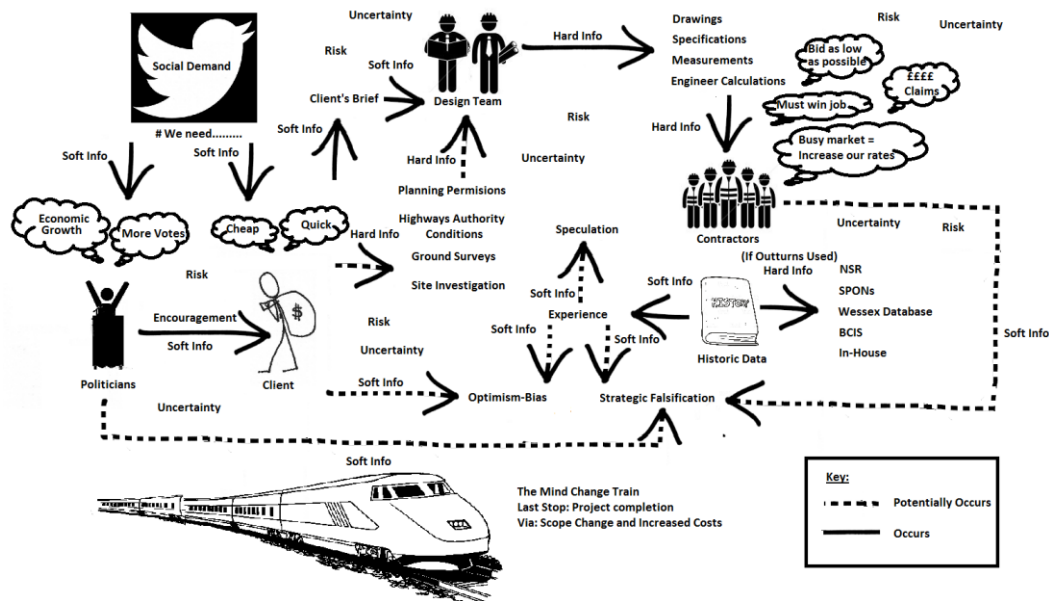 Social Demand
# We need.........
Soft Info
Soft Info
Economic
Growth
More Votes
Cheap
Quick
Risk
Politicians
Encouragement
Soft Info
$
Client
Uncertainty
Uncertainty
Risk
Soft Info
Client's Brief
Soft Info
Design Team
Hard Info
Drawings
Specifications
Measurements
Engineer Calculations
Risk
Uncertainty
Bid as low
as possible
££££
Claims
Must win job
Busy market =
Increase our rates
Hard Info
Contractors
Uncertainty
Risk
Risk
Uncertainty
Hard Info
Planning Permisions
Highways Authority
Conditions
Hard Info
Ground Surveys
Site Investigation
Risk
Uncertainty
Soft Info
Speculation
Soft Info
Experience
Soft Info
Soft Info
Soft Info
Optimism-Bias
Strategic Falsification
Historic Data
(If Outturns Used)
Hard Info
NSR
SPONs
Wessex Database
BCIS
In-House
Soft Info
Soft Info
The Mind Change Train
Last Stop: Project completion
Via: Scope Change and Increased Costs
Key:
Potentially Occurs
Occurs